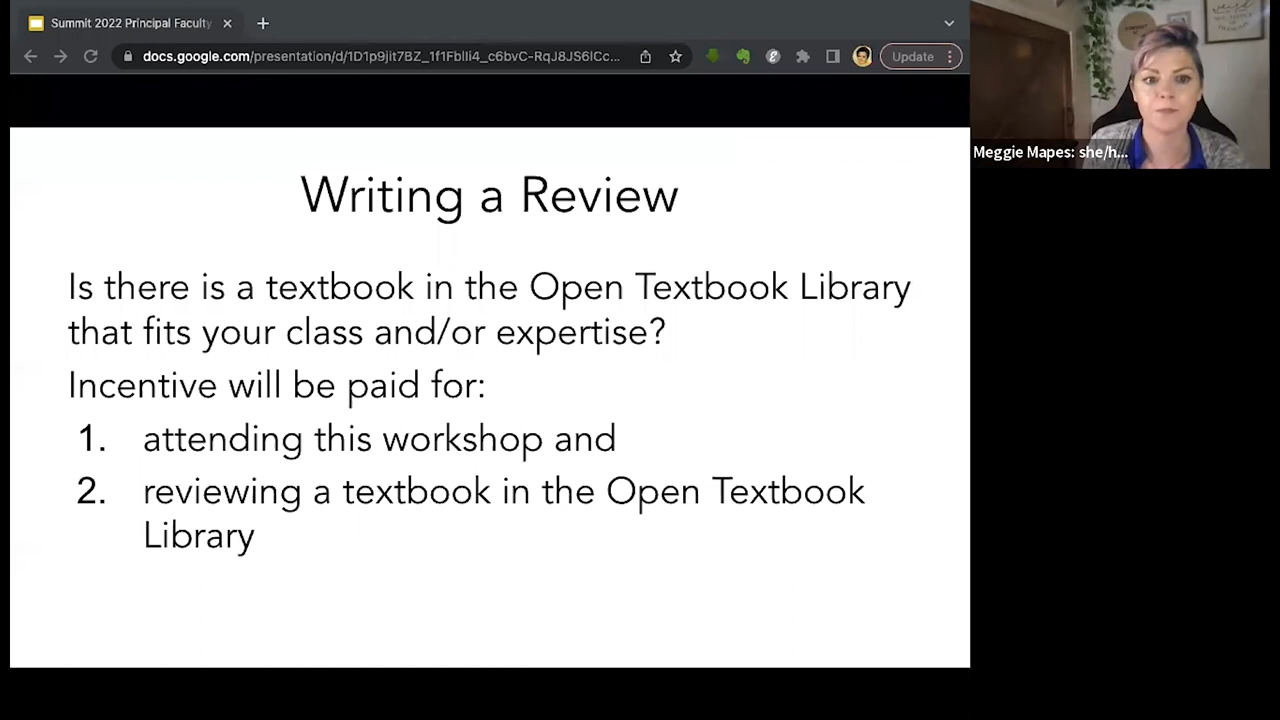 Summit 2022 Principal Faculty
docs.google.com/presentation/d/1D1p9jit7BZ_1f1Fblli4_c6bvC-RqJ8JS6lCc...
Update
Meggie Mapes: she/h...
Writing a Review
Is there is a textbook in the Open Textbook Library
that fits your class and/or expertise?
Incentive will be paid for:
1. attending this workshop and
2. reviewing a textbook in the Open Textbook
Library